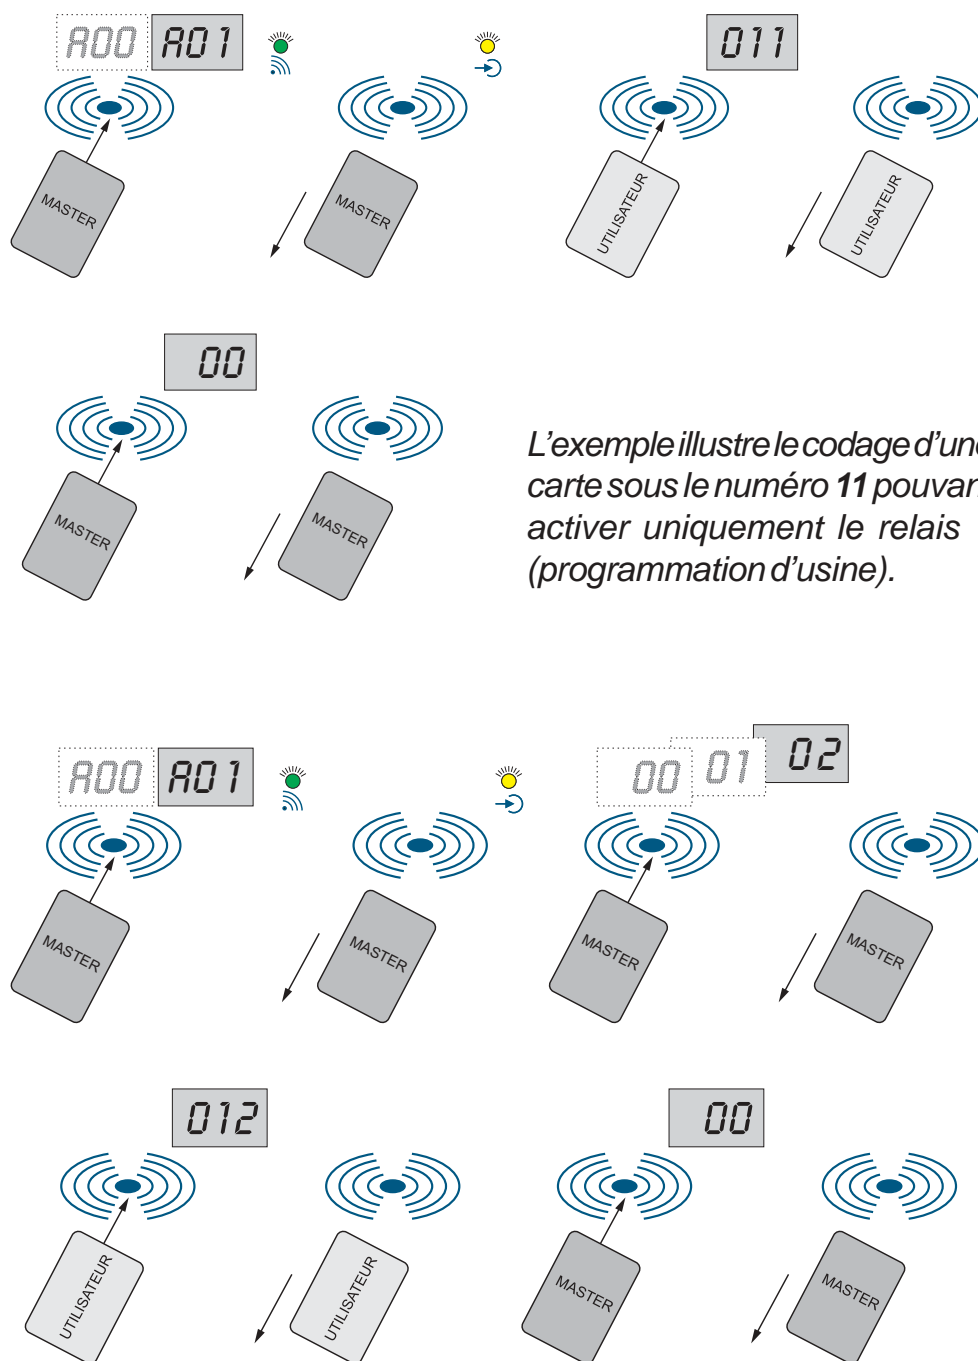 A00 A01 011
MASTER MASTER UTILISATEUR UTILISATEUR
00
MASTER MASTER
L'exemple illustre le codage d'une
carte sous le numéro 11 pouvan
activer uniquement le relais
(programmation d'usine).
A00 A01 00 01 02
MASTER MASTER MASTER MASTER
012 00
UTILISATEUR UTILISATEUR MASTER MASTER